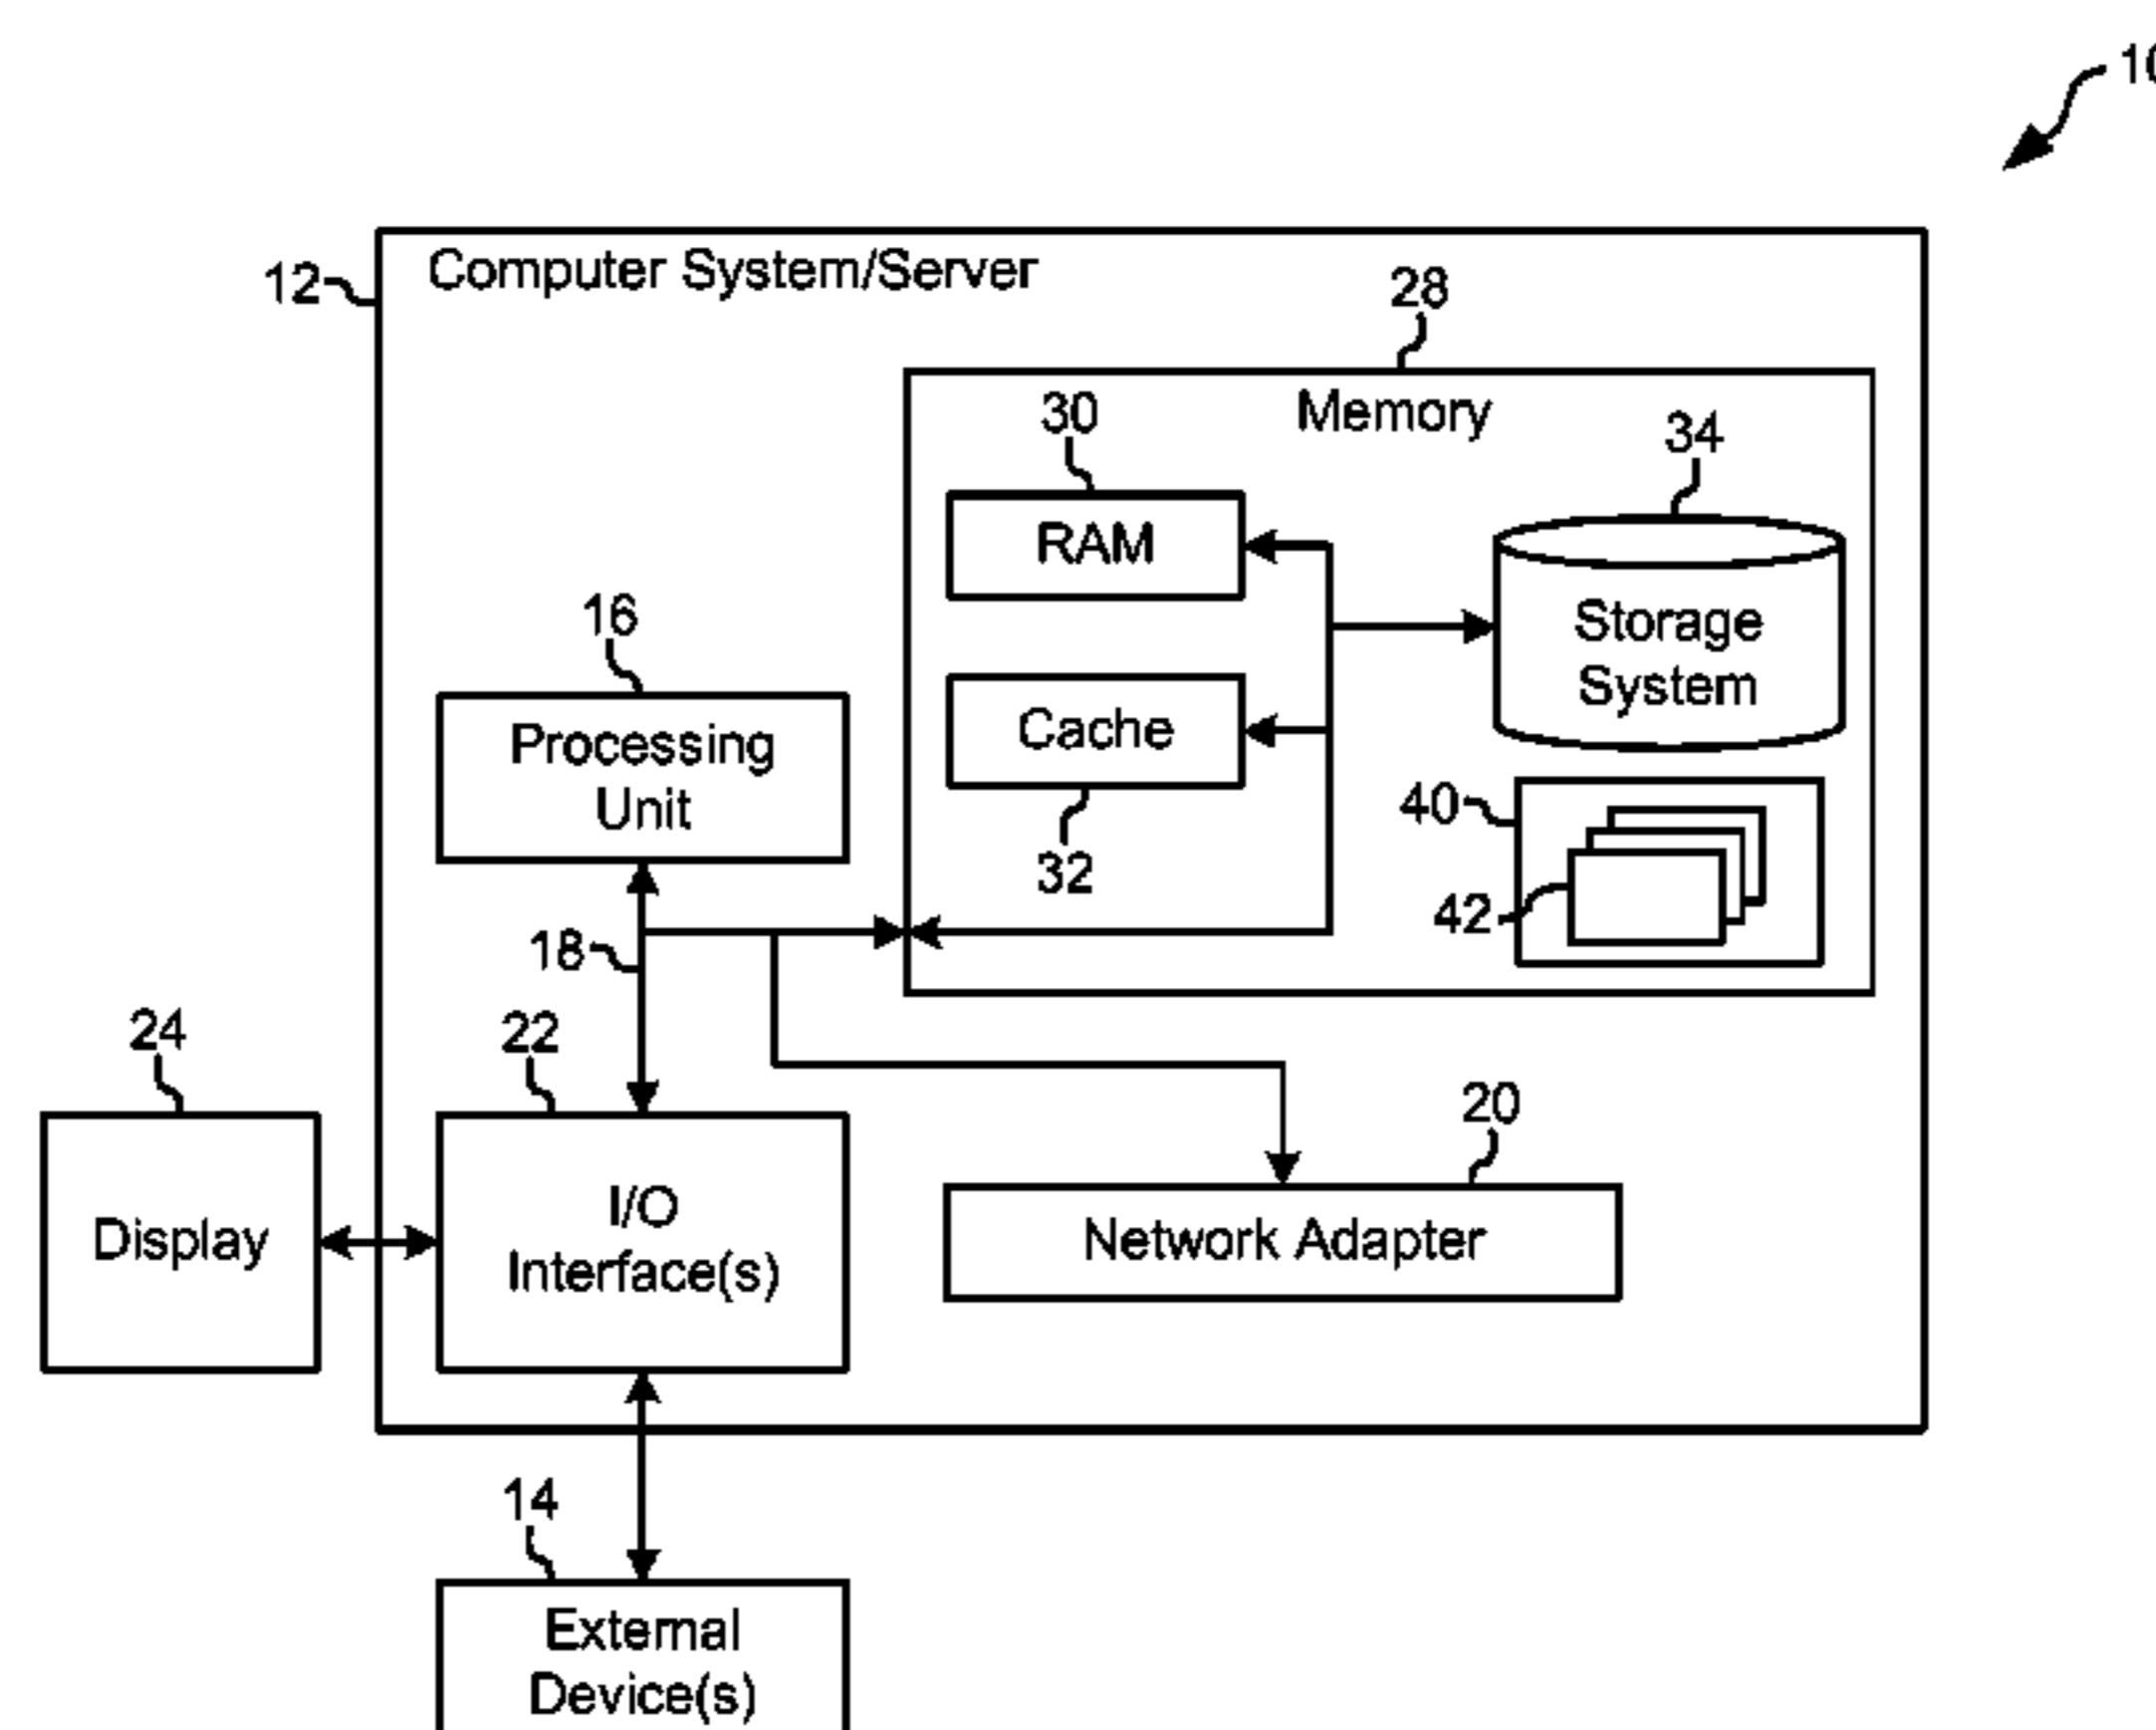 12
Computer System/Server
28
Memory
30
34
RAM
Storage
System
16
Processing
Unit
Cache
32
40
42
18
24
22
20
Display
I/O
Interface(s)
Network Adapter
14
External
Device(s)